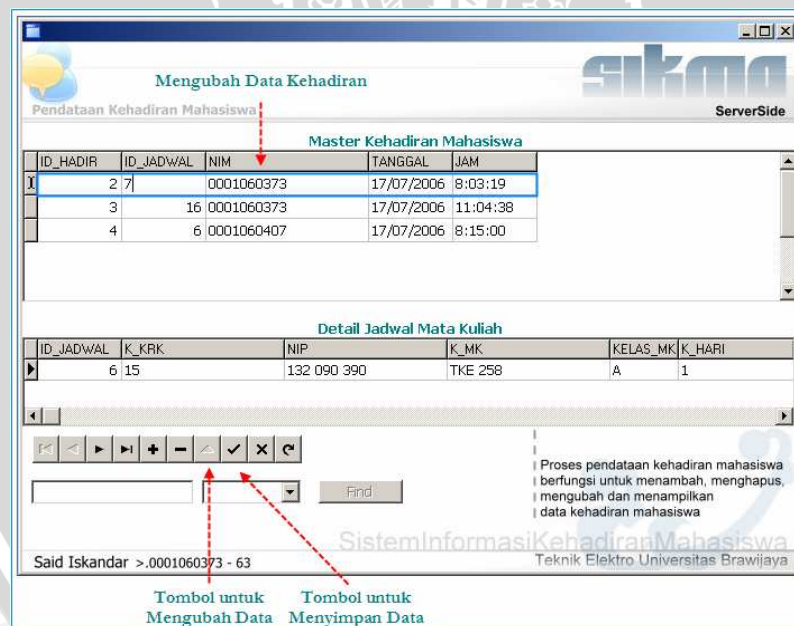 Mengubah Data Kehadiran
sikma
Pendataan Kehadiran Mahasiswa
ServerSide
Master Kehadiran Mahasiswa
ID_HADIR ID_JADWAL NIM TANGGAL JAM
2 7 0001060373 17/07/2006 8:03:19
3 16 0001060373 17/07/2006 11:04:38
4 6 0001060407 17/07/2006 8:15:00
Detail Jadwal Mata Kuliah
ID_JADWAL K_KRK NIP K_MK KELAS_MK K_HARI
6 15 132 090 390 TKE 258 A 1
Find
Proses pendataan kehadiran mahasiswa
berfungsi untuk menambah, menghapus,
mengubah dan menampilkan
data kehadiran mahasiswa
SistemInformasiKehadiranMahasiswa
Said Iskandar >.0001060373 - 63
Teknik Elektro Universitas Brawijaya
Tombol untuk Mengubah Data
Tombol untuk Menyimpan Data